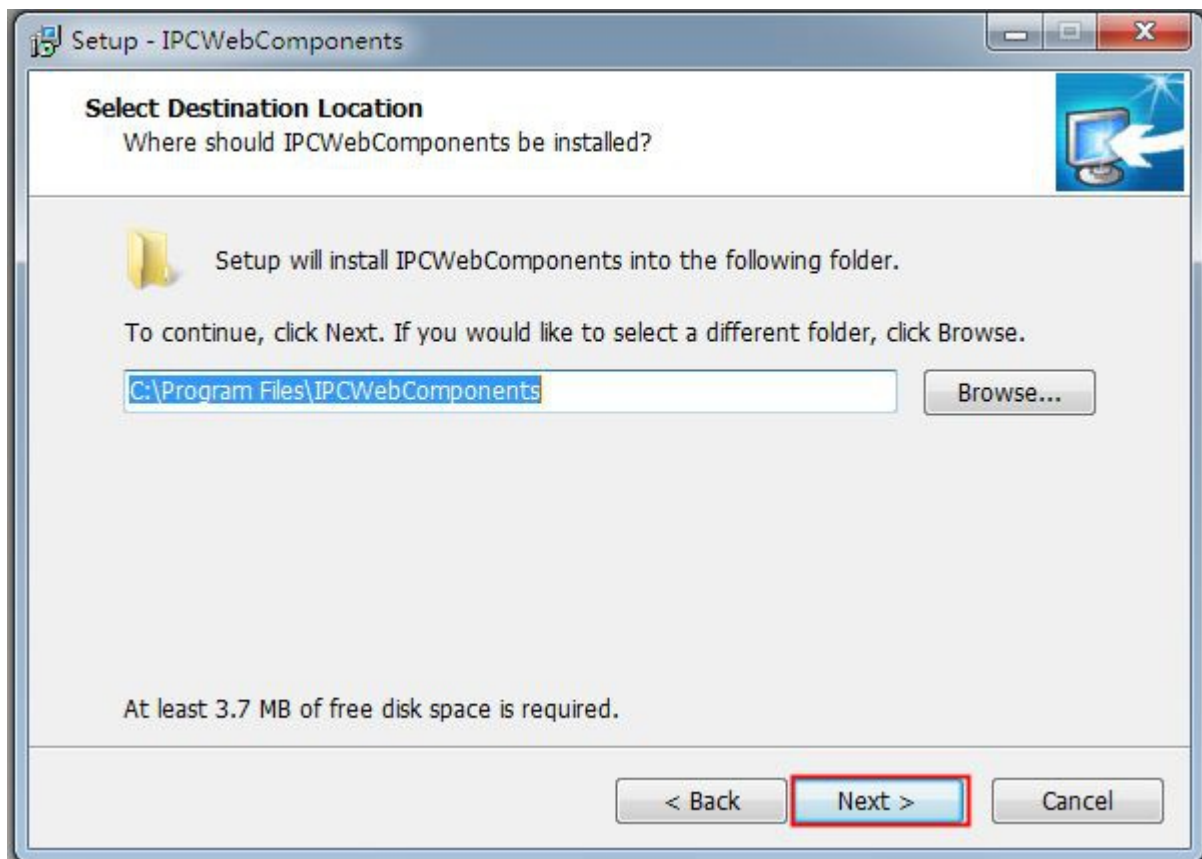 Setup - IPCWebComponents
Select Destination Location
Where should IPCWebComponents be installed?
Setup will install IPCWebComponents into the following folder.
To continue, click Next. If you would like to select a different folder, click Browse.
C:\Program Files\IPCWebComponents
Browse...
At least 3.7 MB of free disk space is required.
< Back
Next >
Cancel